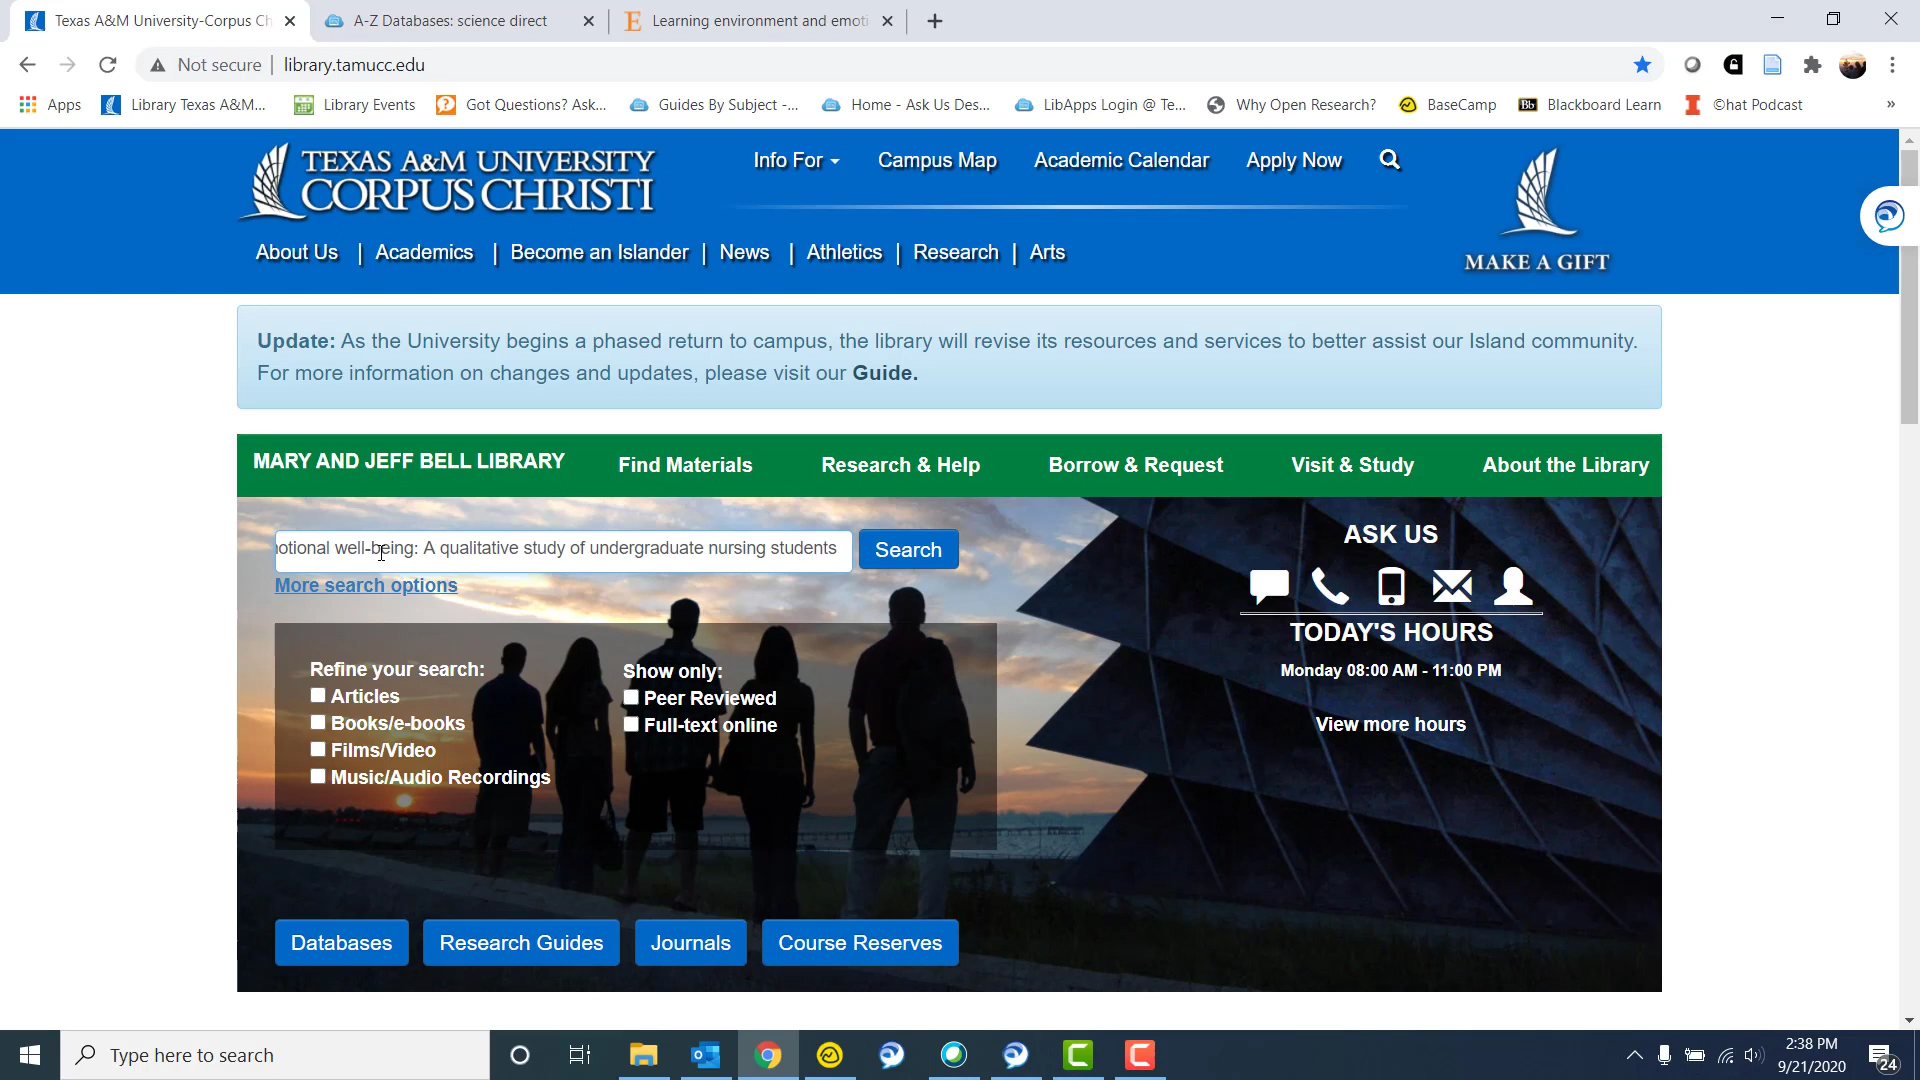 Texas A&M University-Corpus Ch
A-Z Databases: science direct
Learning environment and emoti
Not secure
library.tamucc.edu
Apps
Library Texas A&M...
Library Events
Got Questions? Ask...
Guides By Subject -...
Home - Ask Us Des...
LibApps Login @ Te...
Why Open Research?
BaseCamp
Bb
Blackboard Learn
©hat Podcast
»
TEXAS A&M UNIVERSITY
CORPUS CHRISTI
Info For
Campus Map
Academic Calendar
Apply Now
About Us | Academics | Become an Islander | News | Athletics | Research | Arts
MAKE A GIFT
Update: As the University begins a phased return to campus, the library will revise its resources and services to better assist our Island community.
For more information on changes and updates, please visit our Guide.
MARY AND JEFF BELL LIBRARY
Find Materials
Research & Help
Borrow & Request
Visit & Study
About the Library
otional well-being: A qualitative study of undergraduate nursing students
Search
More search options
Refine your search:
Articles
Books/e-books
Films/Video
Music/Audio Recordings
Show only:
Peer Reviewed
Full-text online
ASK US
TODAY'S HOURS
Monday 08:00 AM - 11:00 PM
View more hours
Databases
Research Guides
Journals
Course Reserves
Type here to search
2:38 PM
9/21/2020
24